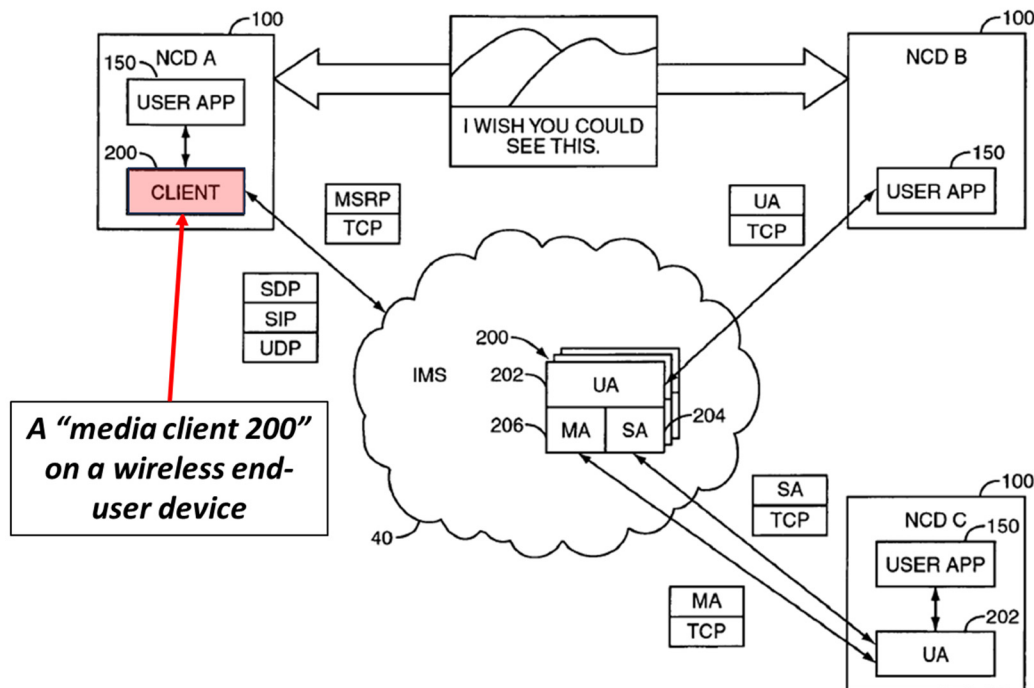 100
NCD A
150
USER APP
200
CLIENT
I WISH YOU COULD
SEE THIS.
100
NCD B
150
USER APP
MSRP
TCP
UA
TCP
SDP
SIP
UDP
IMS
200
202
UA
206
MA
SA
204
40
A “media client 200”
on a wireless end-
user device
SA
TCP
MA
TCP
100
NCD C
150
USER APP
202
UA